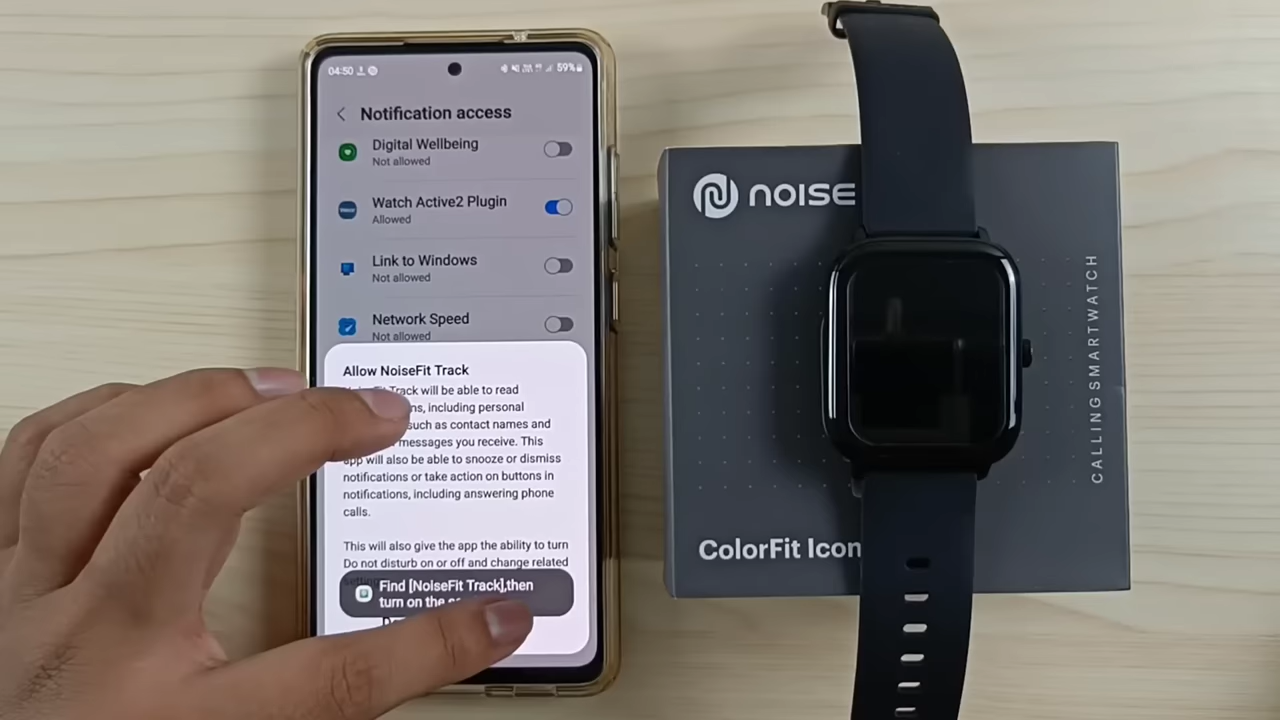 04:50
59%
Notification access
Digital Wellbeing
Not allowed
Watch Active2 Plugin
Allowed
Link to Windows
Not allowed
Network Speed
Not allowed
Allow NoiseFit Track
Track will be able to read
including personal
such as contact names and
messages you receive. This
app will also be able to snooze or dismiss
notifications or take action on buttons in
notifications, including answering phone
calls.
This will also give the app the ability to turn
Do not disturb on or off and change related
Find [NoiseFit Track],then
turn on the
NOISE
CALLING SMARTWATCH
ColorFit Icon